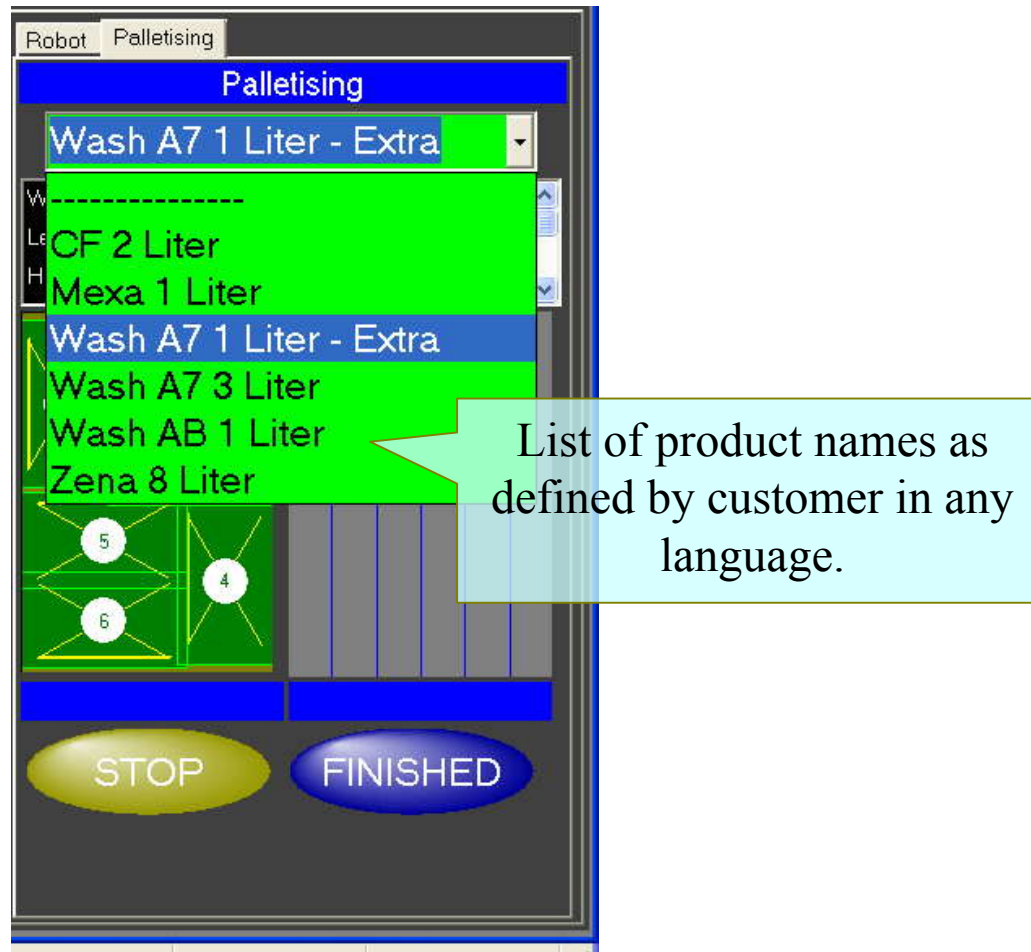 Robot Palletising
Palletising
Wash A7 1 Liter - Extra
---------------
CF 2 Liter
Mexa 1 Liter
Wash A7 1 Liter - Extra
Wash A7 3 Liter
Wash AB 1 Liter
Zena 8 Liter
List of product names as
defined by customer in any
language.
5
4
6
STOP FINISHED